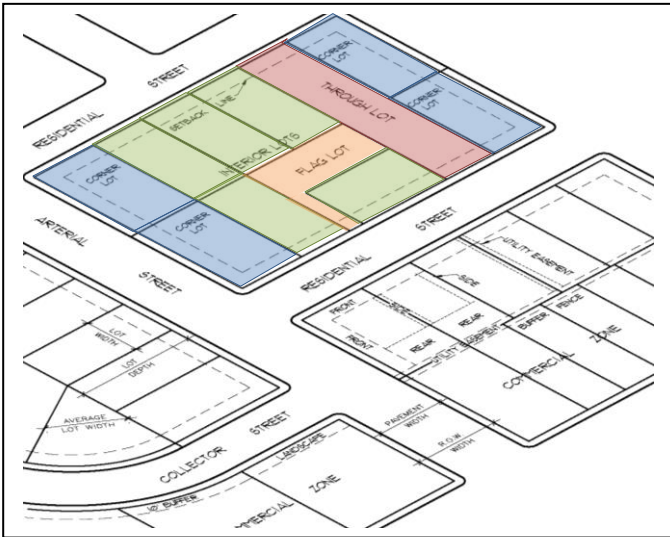 STREET
RESIDENTIAL
CORNER
LOT
THROUGH LOT
CORNER
LOT
SETBACK
LINE
INTERIOR LOTS
FLAG LOT
CORNER
LOT
CORNER
LOT
ARTERIAL
STREET
RESIDENTIAL
STREET
UTILITY EASEMENT
SIDE
FRONT
SIDE
FRONT
REAR
REAR
UTILITY EASEMENT
BUFFER FENCE
COMMERCIAL ZONE
LOT
WIDTH
LOT
DEPTH
AVERAGE
LOT WIDTH
COLLECTOR STREET
PAVEMENT
WIDTH
R.O.W
WIDTH
LANDSCAPE
BUFFER
ZONE